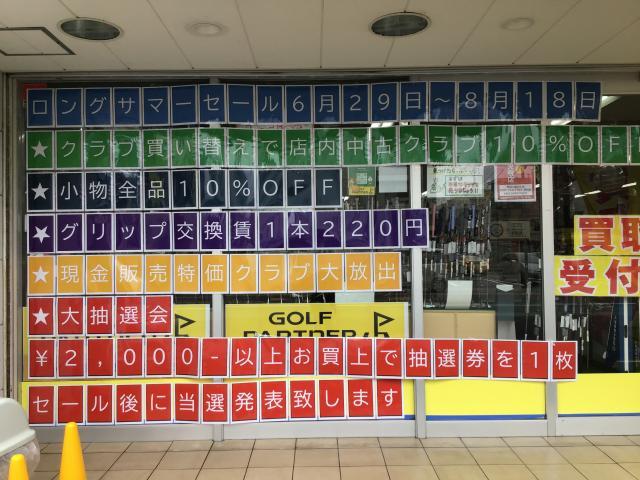 ロングサマーセール6月29日～8月18日
★クラブ買い替えで店内中古クラブ10%OF
★小物全品10%OFF
★グリップ交換賃1本220円
★現金販売特価クラブ大放出
★大抽選会
¥2,000-以上お買上で抽選券を1枚
セール後に当選発表致します
GOLF
PARTNER
買取
受付